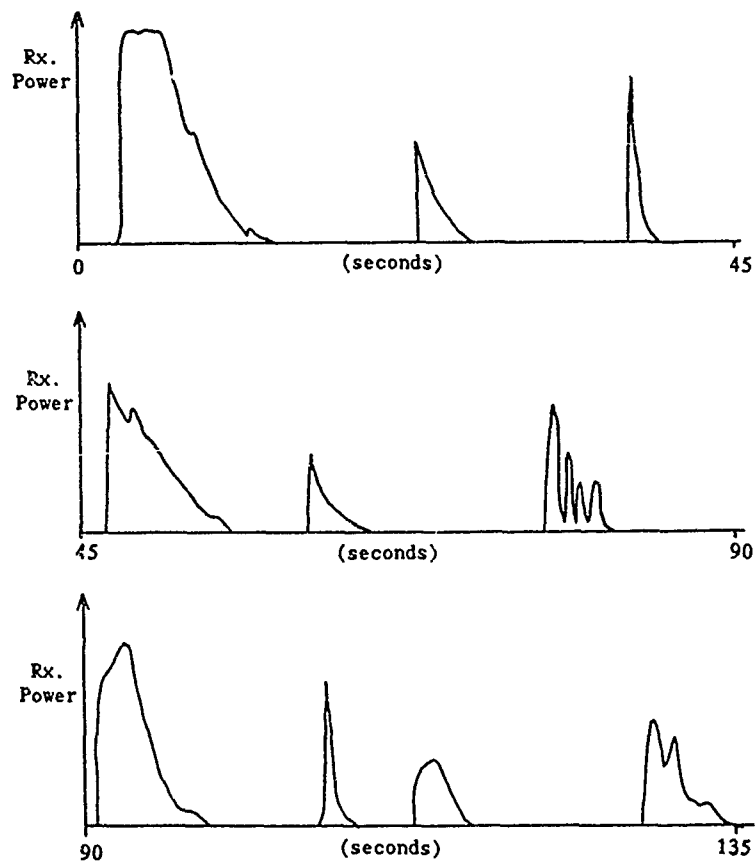 Rx.
Power
0
(seconds)
45
Rx.
Power
45
(seconds)
90
Rx.
Power
90
(seconds)
135